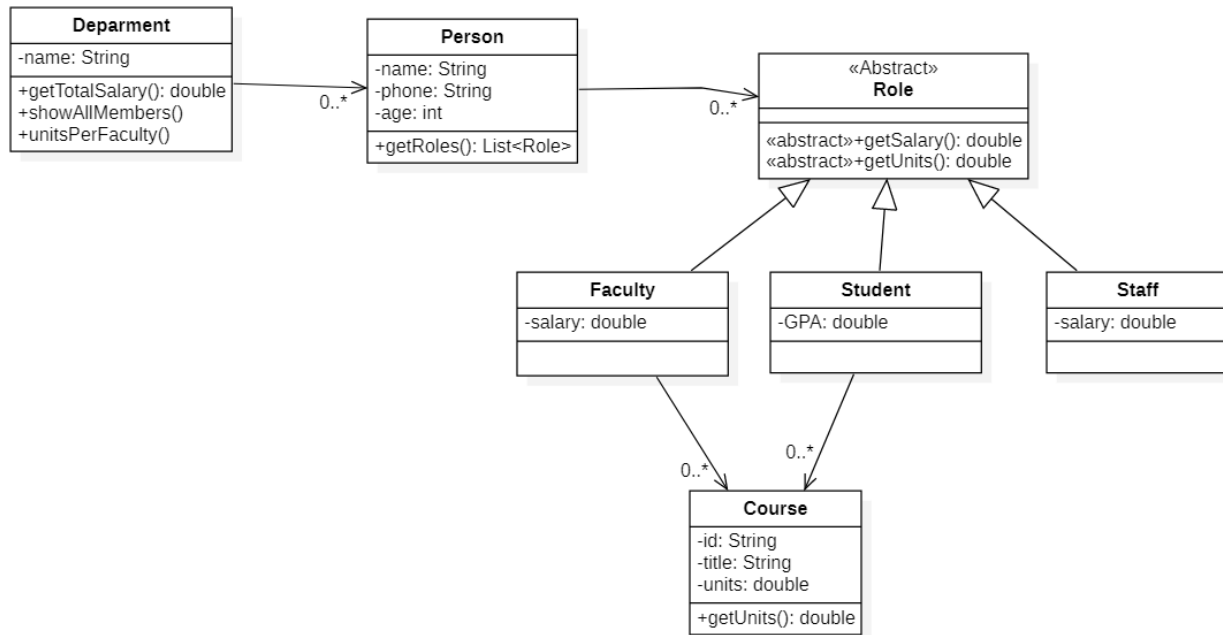 Deparment
-name: String
+getTotalSalary(): double
+showAllMembers()
+unitsPerFaculty()
0..*
Person
-name: String
-phone: String
-age: int
+getRoles(): List<Role>
0..*
«Abstract»
Role
«abstract»+getSalary(): double
«abstract»+getUnits(): double
Faculty
-salary: double
Student
-GPA: double
Staff
-salary: double
0..*
0..*
Course
-id: String
-title: String
-units: double
+getUnits(): double